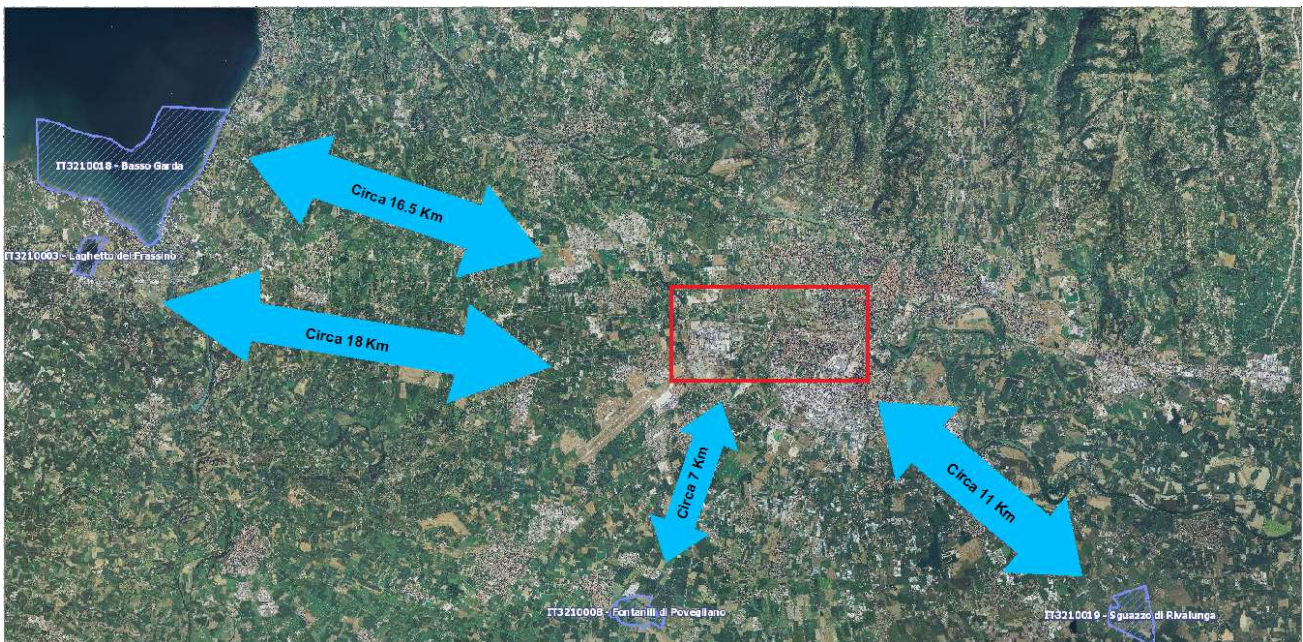 IT3210018 - Basso Garda
Circa 16.5 Km
IT3210003 - Laghetto del Frassino
Circa 18 Km
Circa 7 Km
Circa 11 Km
IT3210008 - Fontanili di Povegliano
IT3210019 - Sguazzo di Rivalunga